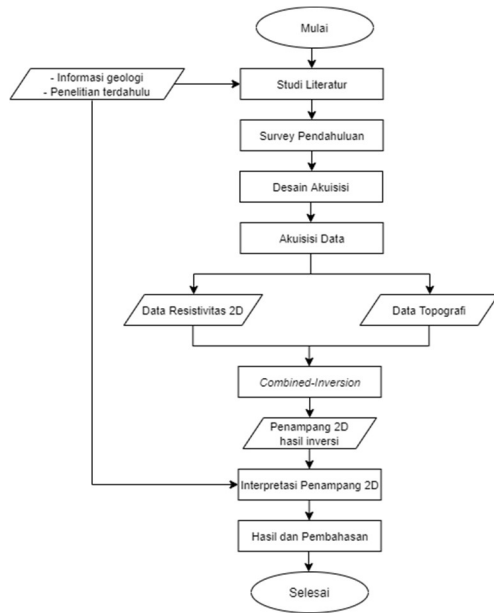 Mulai
- Informasi geologi
- Penelitian terdahulu
Studi Literatur
Survey Pendahuluan
Desain Akuisisi
Akuisisi Data
Data Resistivitas 2D
Data Topografi
Combined-Inversion
Penampang 2D
hasil inversi
Interpretasi Penampang 2D
Hasil dan Pembahasan
Selesai